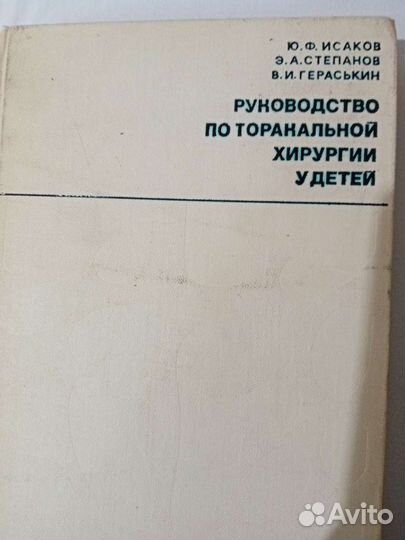 Ю.Ф.ИСАКОВ
Э.А.СТЕПАНОВ
В.И.ГЕРАСЬКИН
РУКОВОДСТВО
ПО ТОРАКАЛЬНОЙ
ХИРУРГИИ
У ДЕТЕЙ
Avito